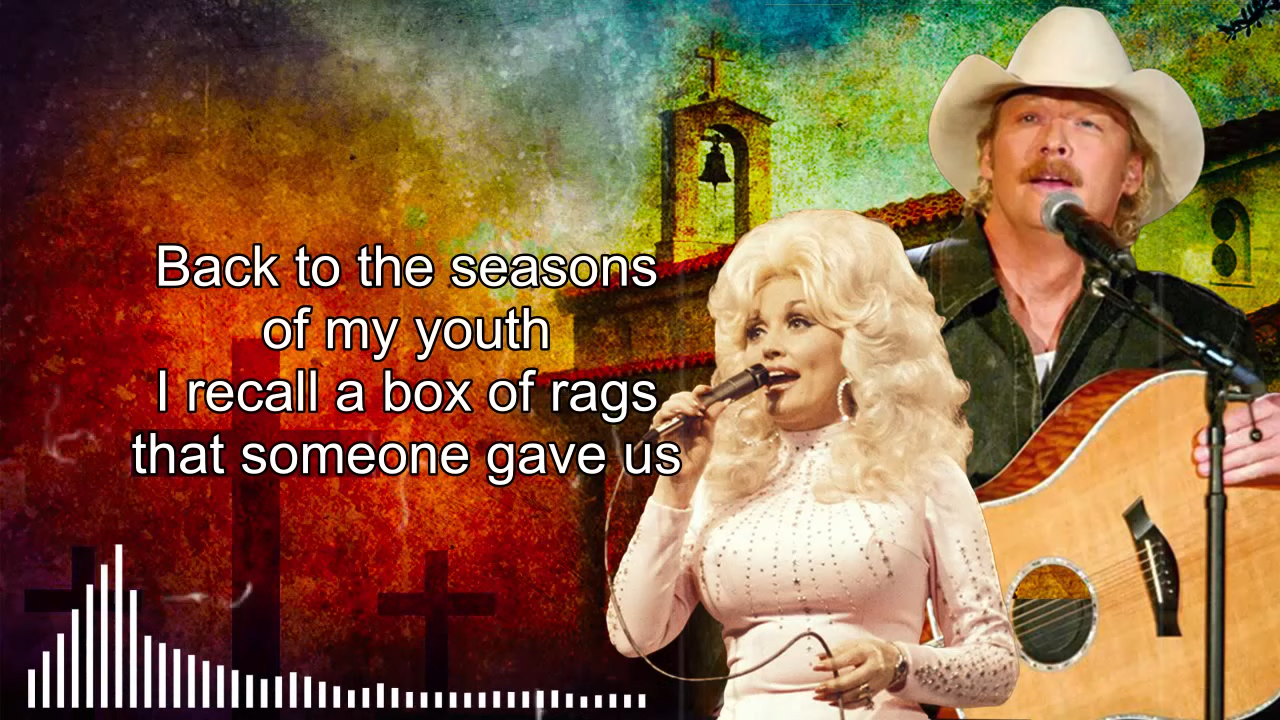 Back to the seasons
of my youth
I recall a box of rags
that someone gave us